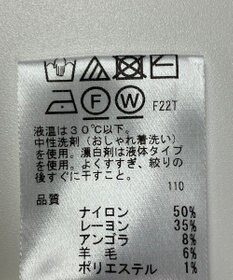 F W F22T
液温は30℃以下。
中性洗剤(おしゃれ着洗い)
を使用。漂白剤は液体タイプ
を使用。よくすすぎ、絞りの
後すぐに干すこと。
110
品質
ナイロン 50%
レーヨン 35%
アンゴラ 8%
羊毛 6%
ポリエステル 1%